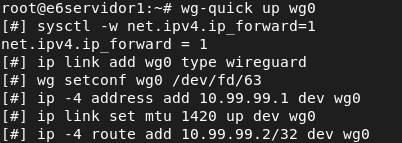 root@e6servidor1:~# wg-quick up wg0
[#] sysctl -w net.ipv4.ip_forward=1
net.ipv4.ip_forward = 1
[#] ip link add wg0 type wireguard
[#] wg setconf wg0 /dev/fd/63
[#] ip -4 address add 10.99.99.1 dev wg0
[#] ip link set mtu 1420 up dev wg0
[#] ip -4 route add 10.99.99.2/32 dev wg0